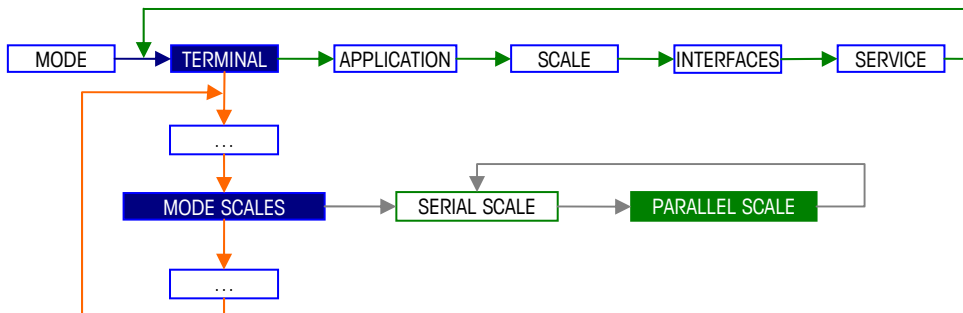 MODE TERMINAL APPLICATION SCALE INTERFACES SERVICE
...
MODE SCALES SERIAL SCALE PARALLEL SCALE
...